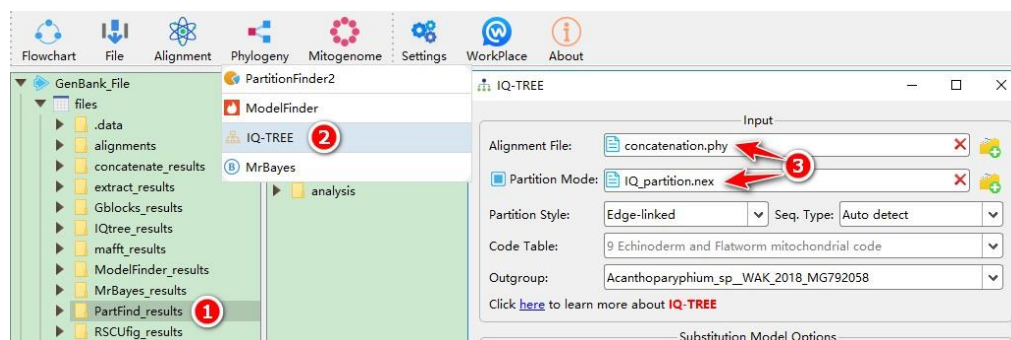 Flowchart File Alignment Phylogeny Mitogenome Settings WorkPlace About
GenBank_File
files
.data
alignments
concatenate_results
extract_results
Gblocks_results
IQtree_results
mafft_results
ModelFinder_results
MrBayes_results
PartFind_results 1
RSCUfig_results
PartitionFinder2
ModelFinder
IQ-TREE 2
B MrBayes
analysis
IQ-TREE
Input
Alignment File: concatenation.phy
3
Partition Mode: IQ_partition.nex
Partition Style: Edge-linked Seq. Type: Auto detect
Code Table: 9 Echinoderm and Flatworm mitochondrial code
Outgroup: Acanthoparyphium_sp__WAK_2018_MG792058
Click here to learn more about IQ-TREE
Substitution Model Options